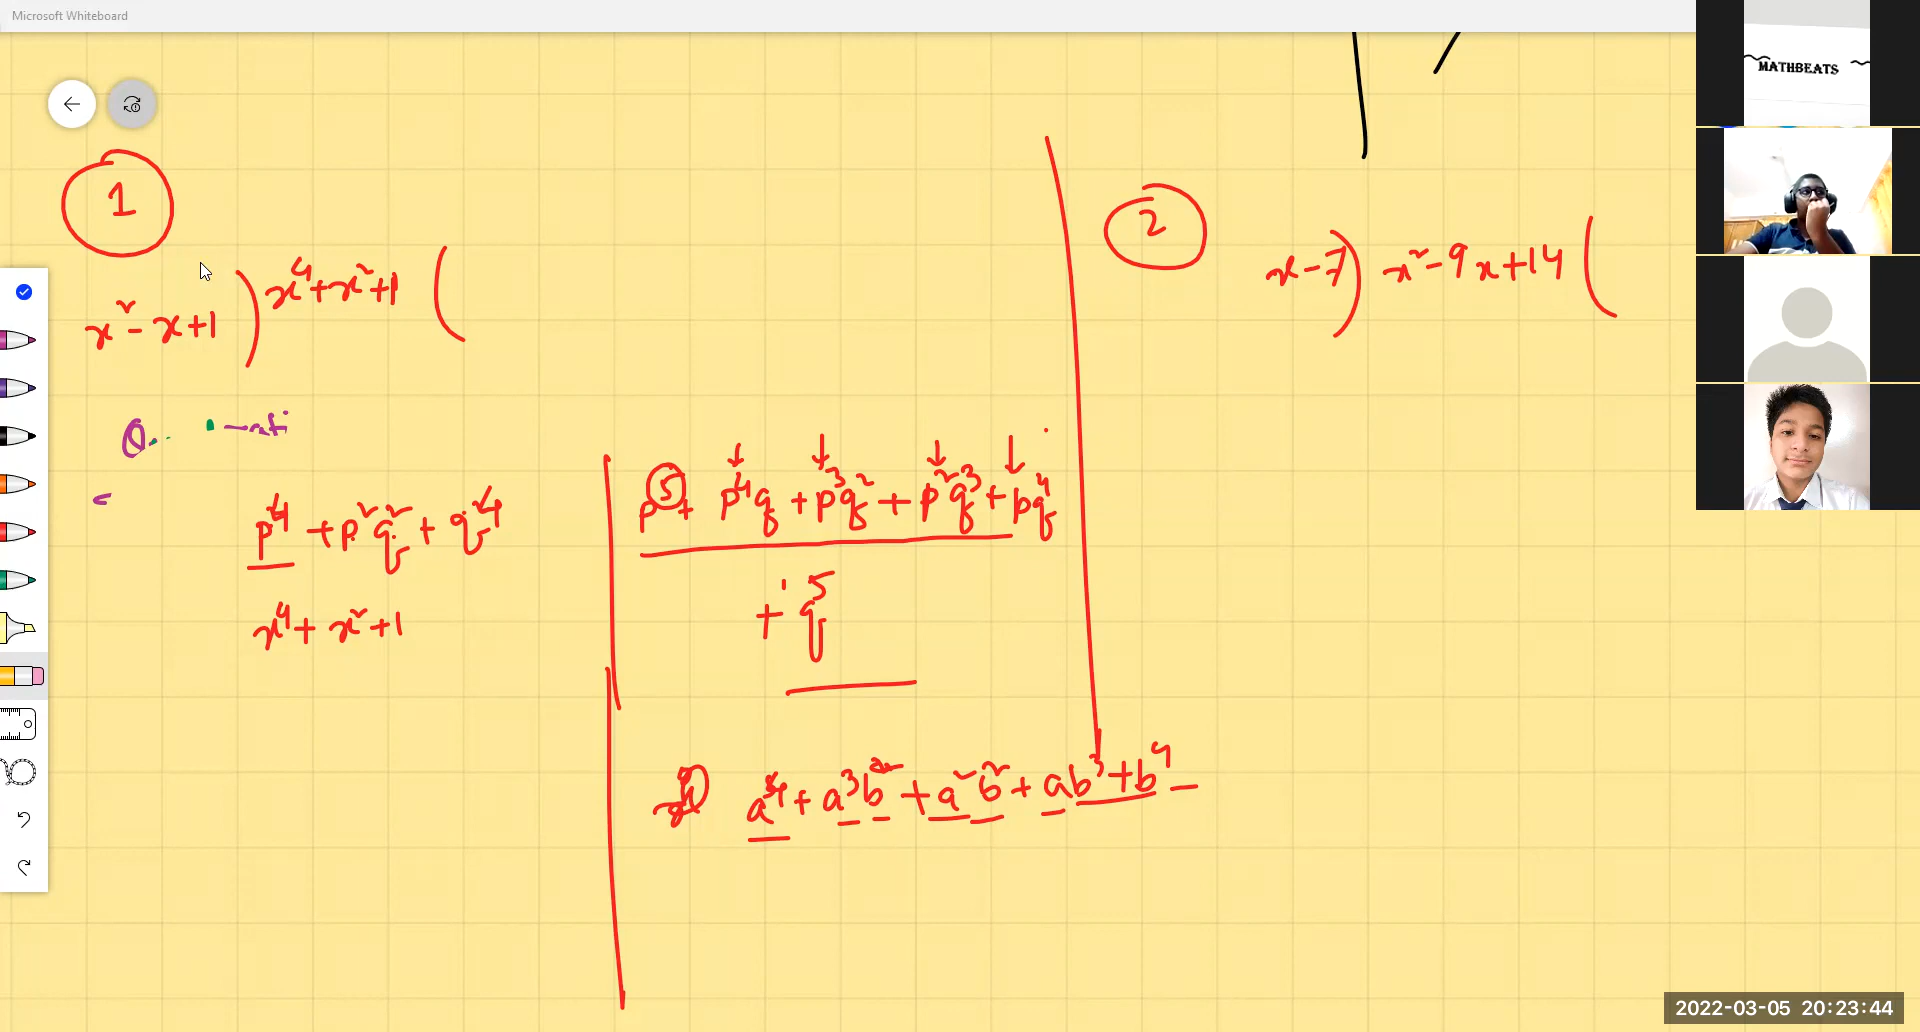 Microsoft Whiteboard
MATHBEATS
1
x² - x + 1 ) x⁴ + x² + 1 (
2
x - 7 ) x² - 9x + 14 (
p⁴ + p²q² + q⁴
x⁴ + x² + 1
p⁵ + p⁴q + p³q² + p²q³ + pq⁴
+ q⁵
a⁴ + a³b + a²b² + ab³ + b⁴
2022-03-05 20:23:44